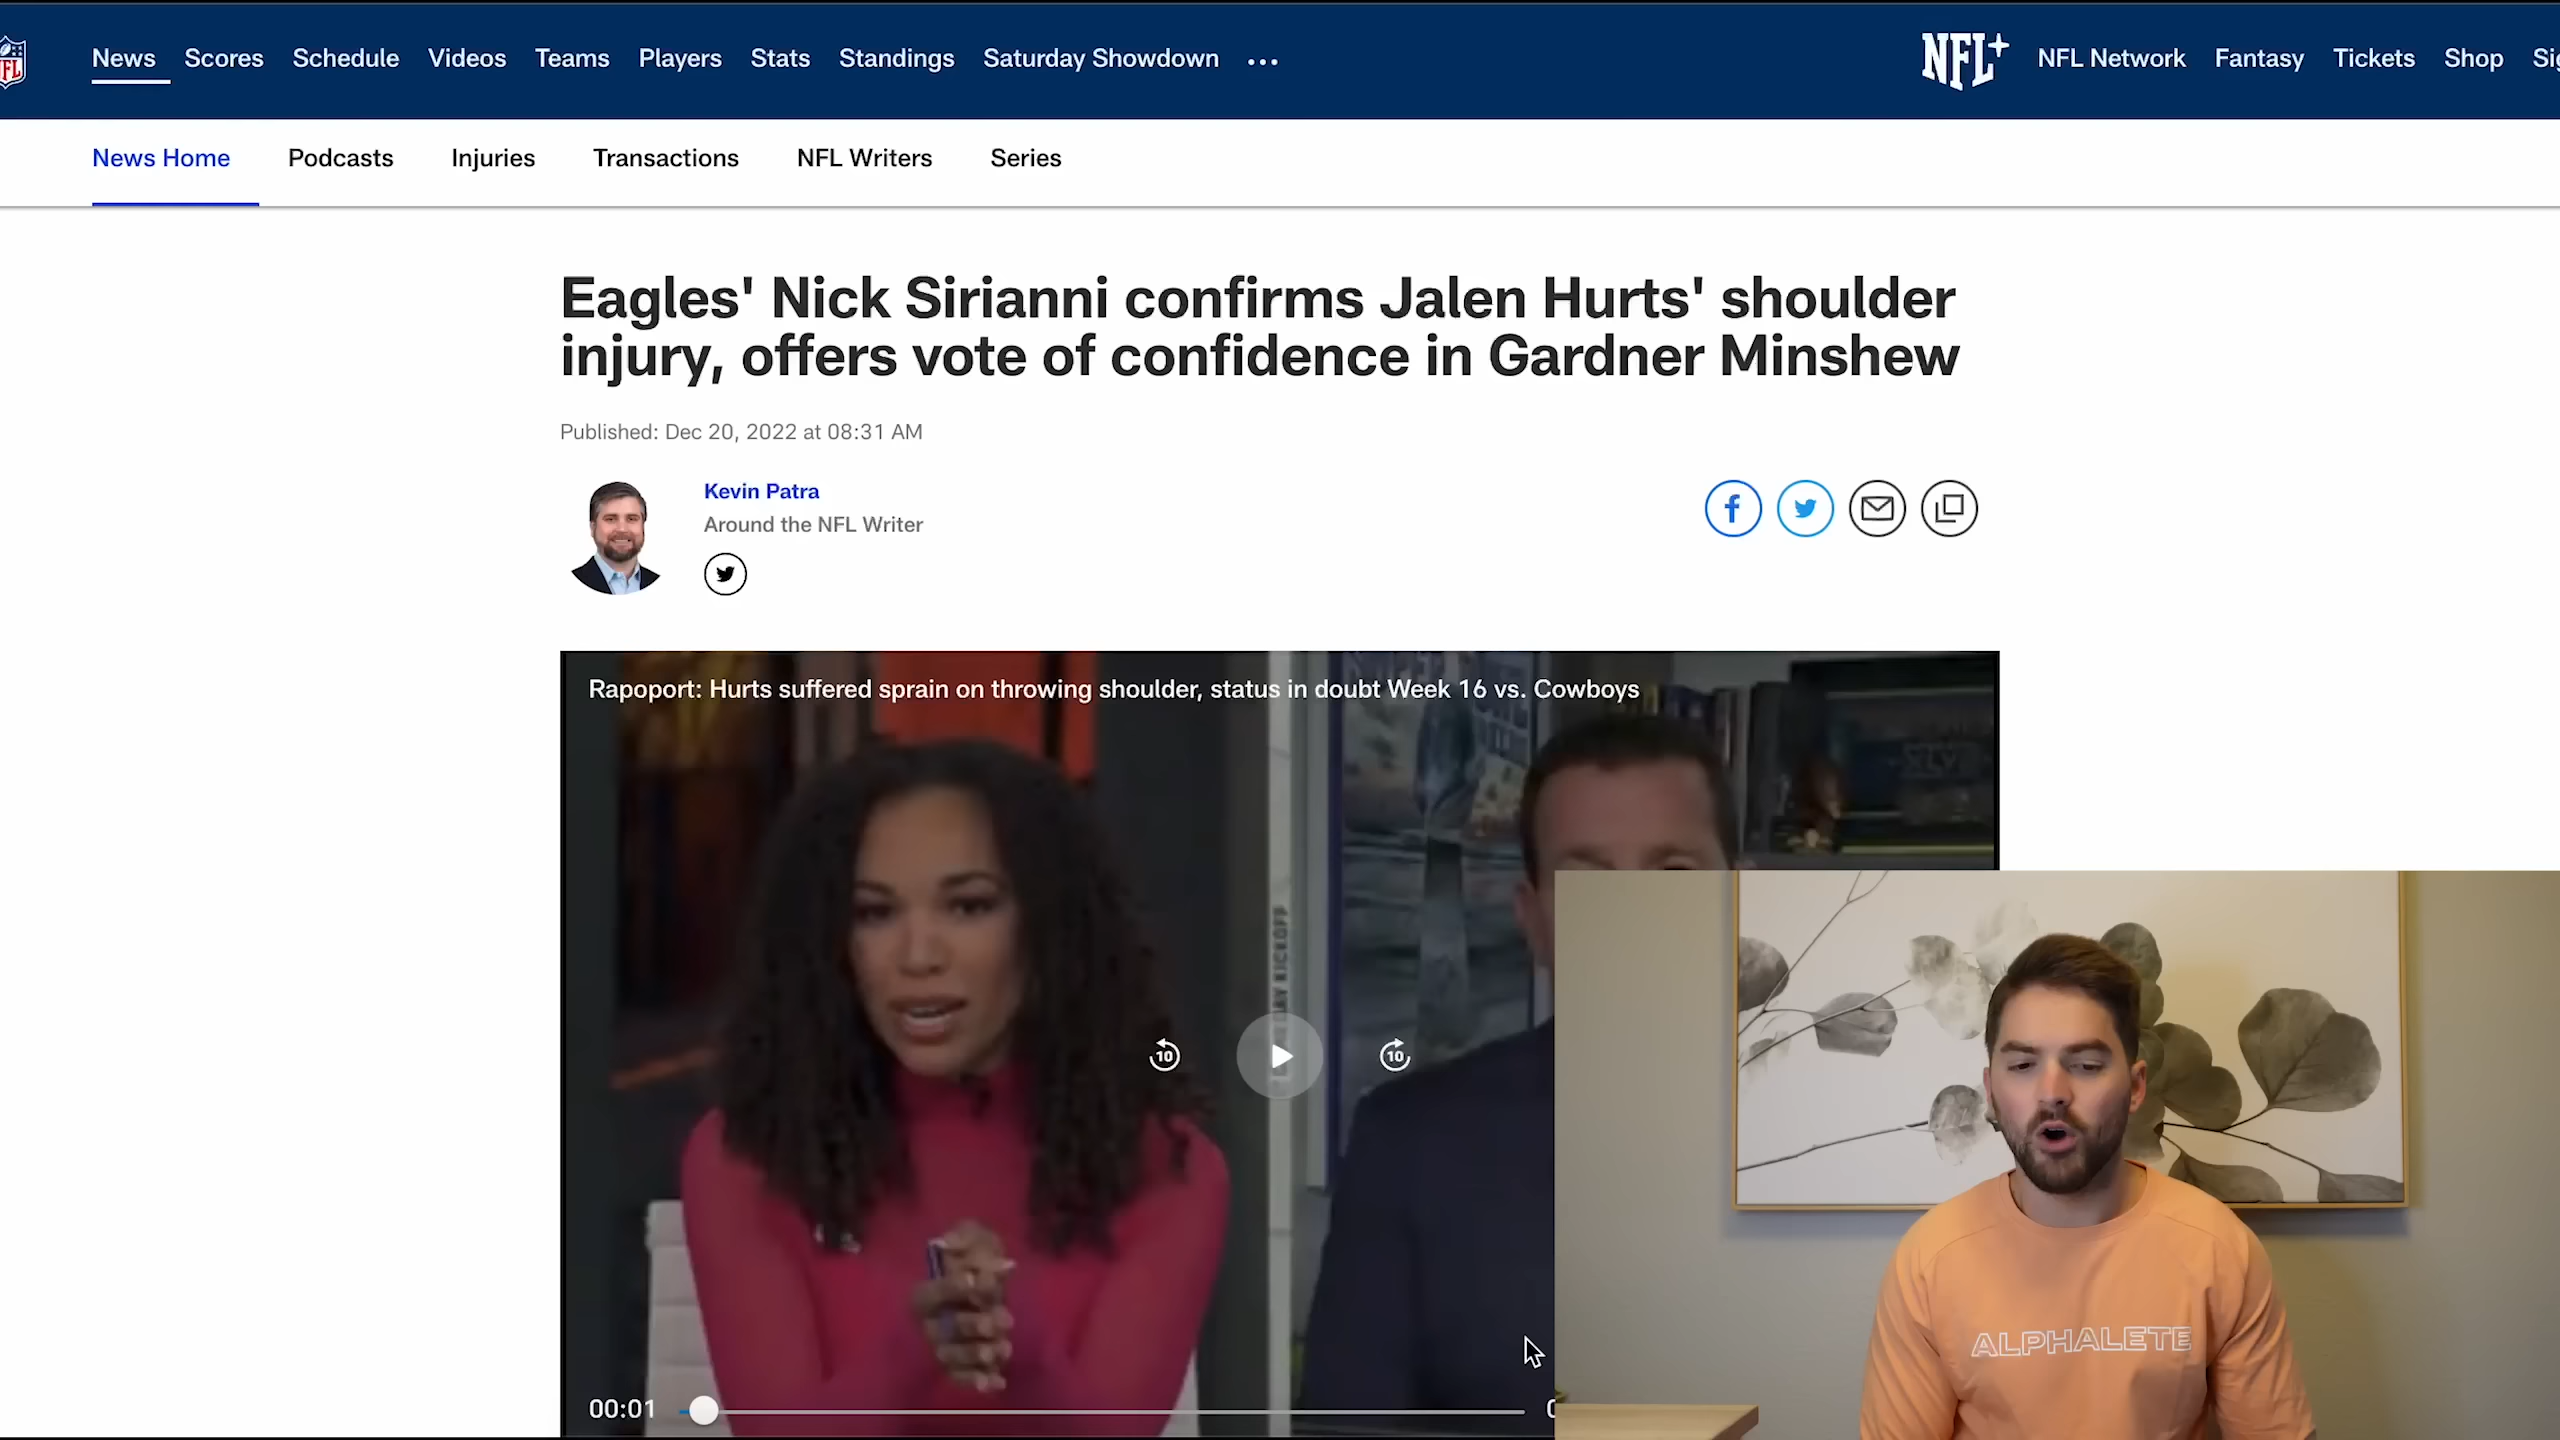 NFL
News Scores Schedule Videos Teams Players Stats Standings Saturday Showdown ...
NFL+ NFL Network Fantasy Tickets Shop
News Home Podcasts Injuries Transactions NFL Writers Series
Eagles' Nick Sirianni confirms Jalen Hurts' shoulder
injury, offers vote of confidence in Gardner Minshew
Published: Dec 20, 2022 at 08:31 AM
Kevin Patra
Around the NFL Writer
Rapoport: Hurts suffered sprain on throwing shoulder, status in doubt Week 16 vs. Cowboys
KICKOFF
10
10
00:01
ALPHALETE